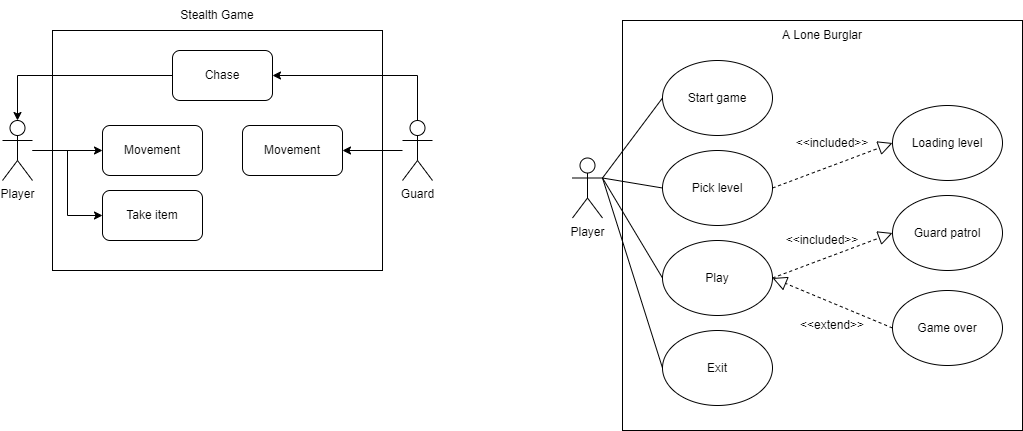 Stealth Game
Chase
Movement
Movement
Take item
Player
Guard
A Lone Burglar
Start game
Pick level
Play
Exit
<<included>>
Loading level
<<included>>
Guard patrol
<<extend>>
Game over
Player